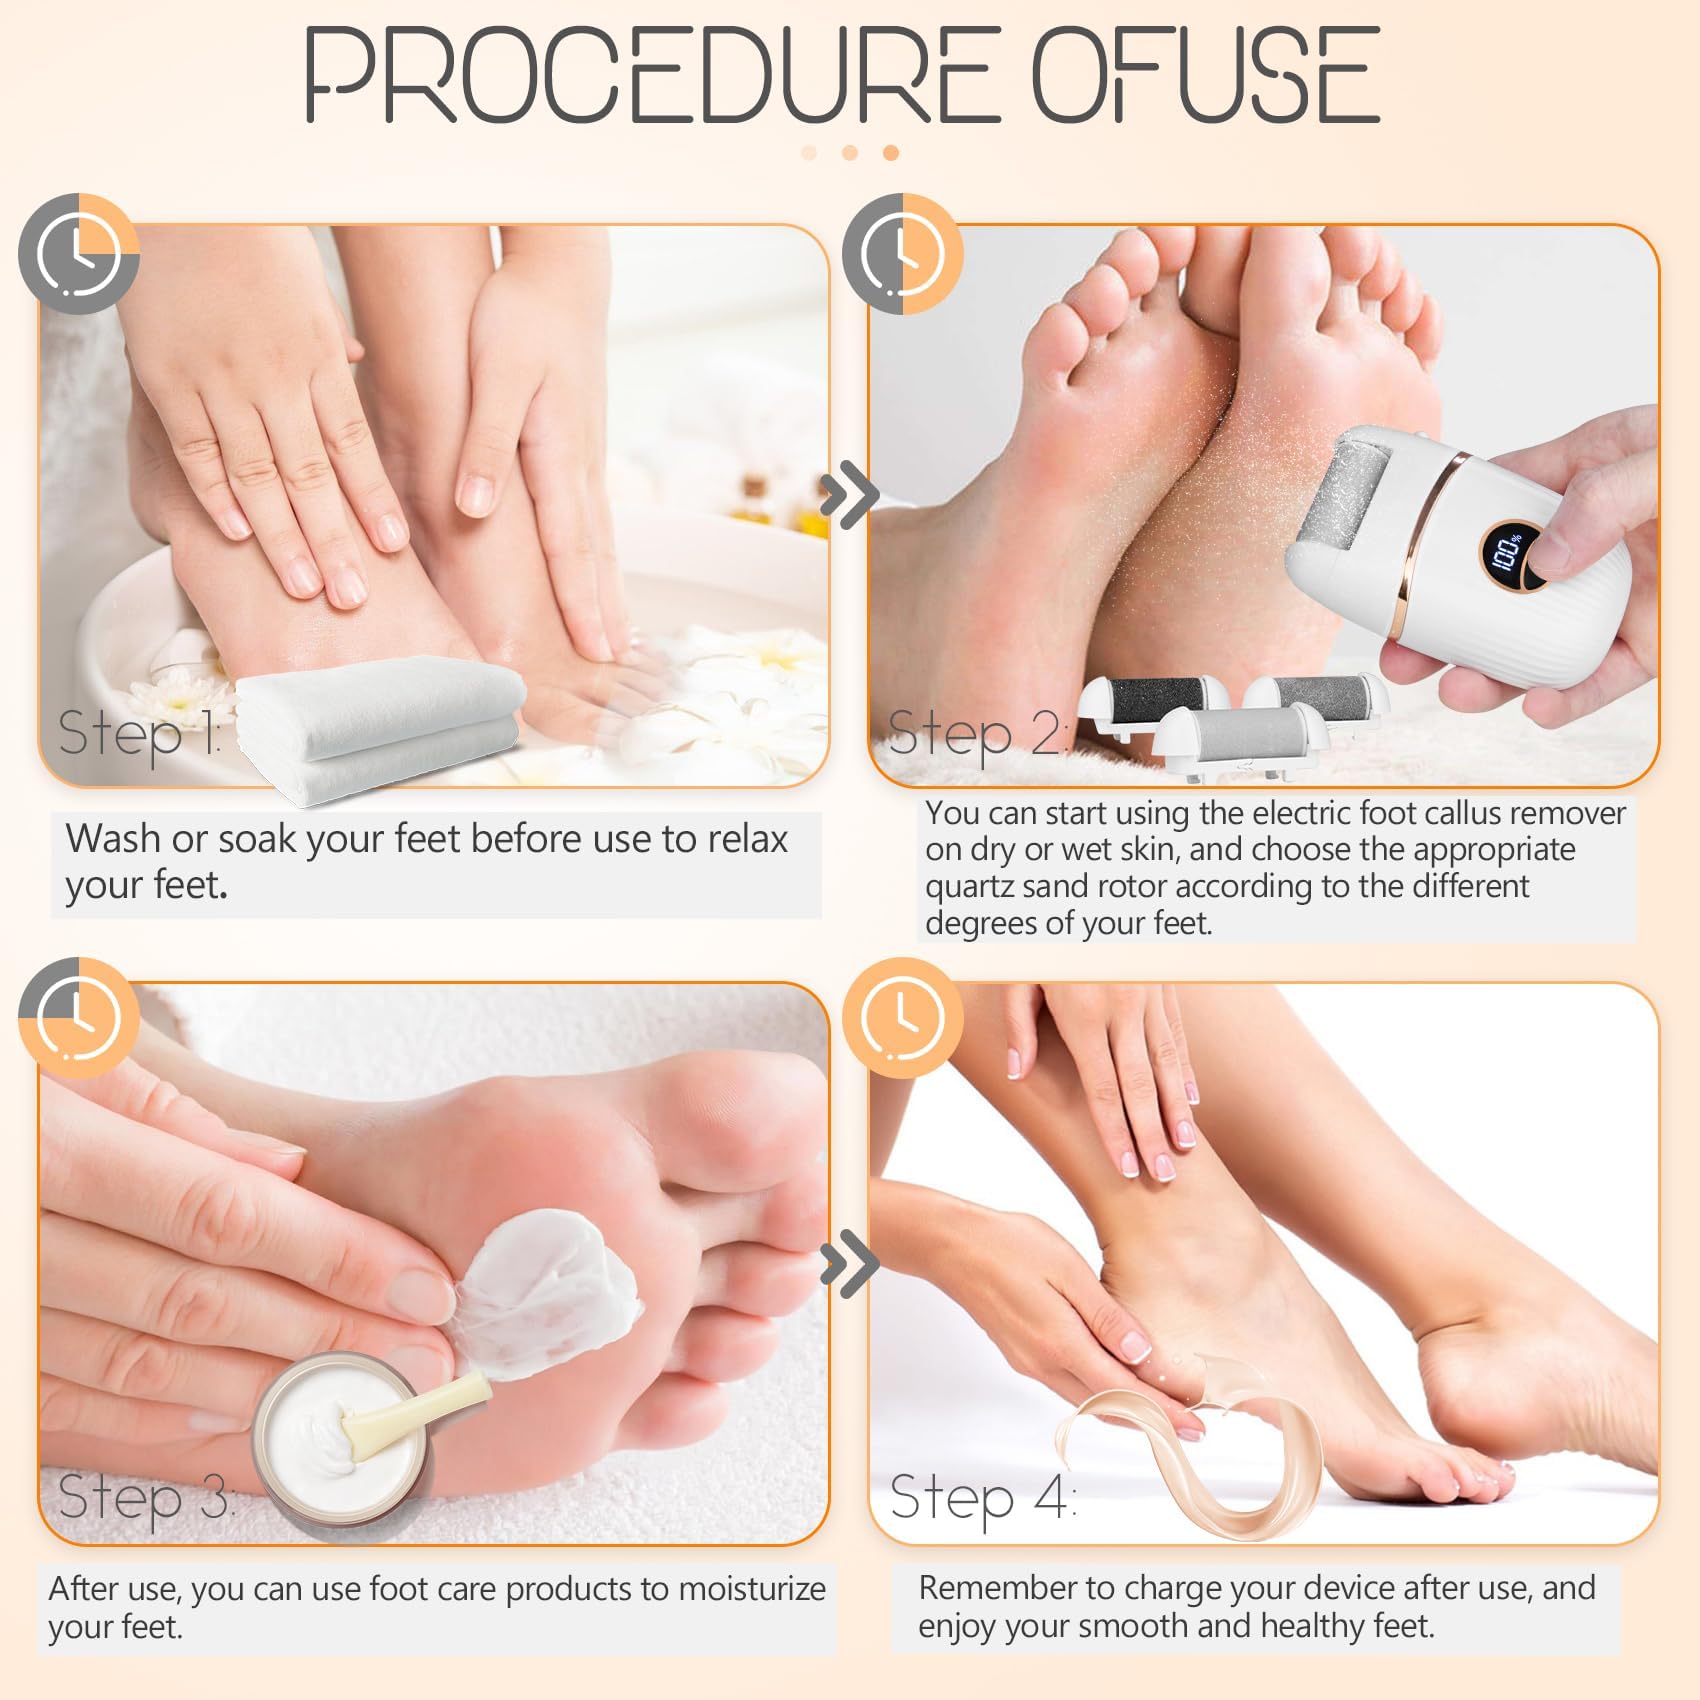 PROCEDURE OFUSE
Step 1:
Wash or soak your feet before use to relax
your feet.
100%
Step 2:
You can start using the electric foot callus remover
on dry or wet skin, and choose the appropriate
quartz sand rotor according to the different
degrees of your feet.
Step 3:
After use, you can use foot care products to moisturize
your feet.
Step 4:
Remember to charge your device after use, and
enjoy your smooth and healthy feet.